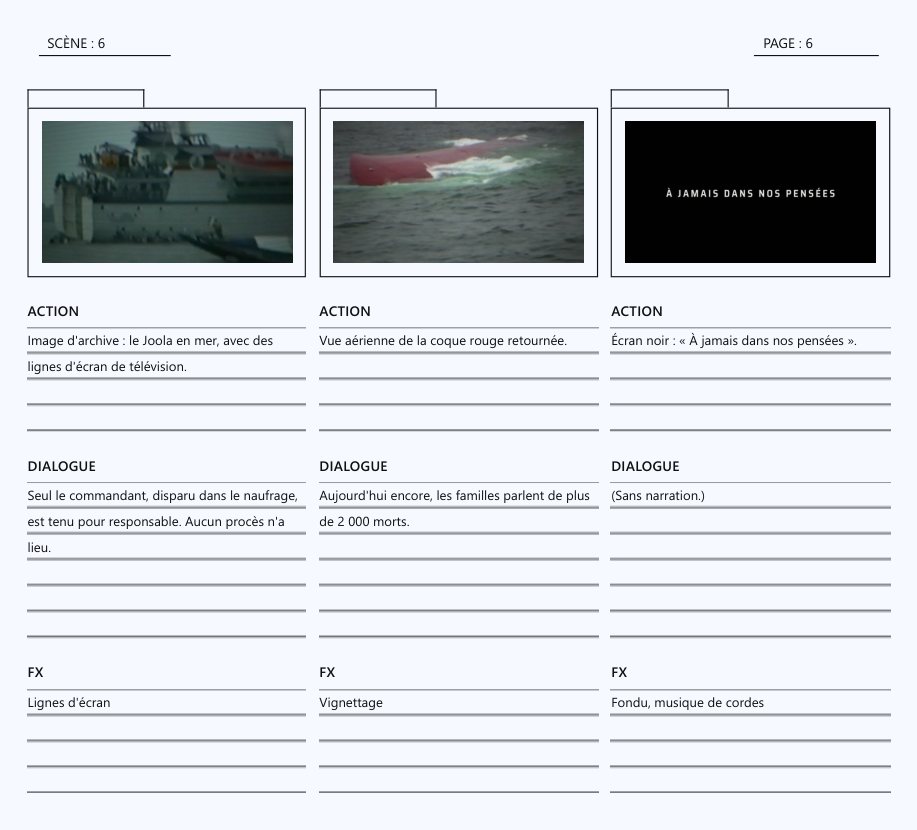 SCÈNE : 6
PAGE : 6
À JAMAIS DANS NOS PENSÉES
ACTION
Image d'archive : le Joola en mer, avec des
lignes d'écran de télévision.
ACTION
Vue aérienne de la coque rouge retournée.
ACTION
Écran noir : « À jamais dans nos pensées ».
DIALOGUE
Seul le commandant, disparu dans le naufrage,
est tenu pour responsable. Aucun procès n'a
lieu.
DIALOGUE
Aujourd'hui encore, les familles parlent de plus
de 2 000 morts.
DIALOGUE
(Sans narration.)
FX
Lignes d'écran
FX
Vignettage
FX
Fondu, musique de cordes